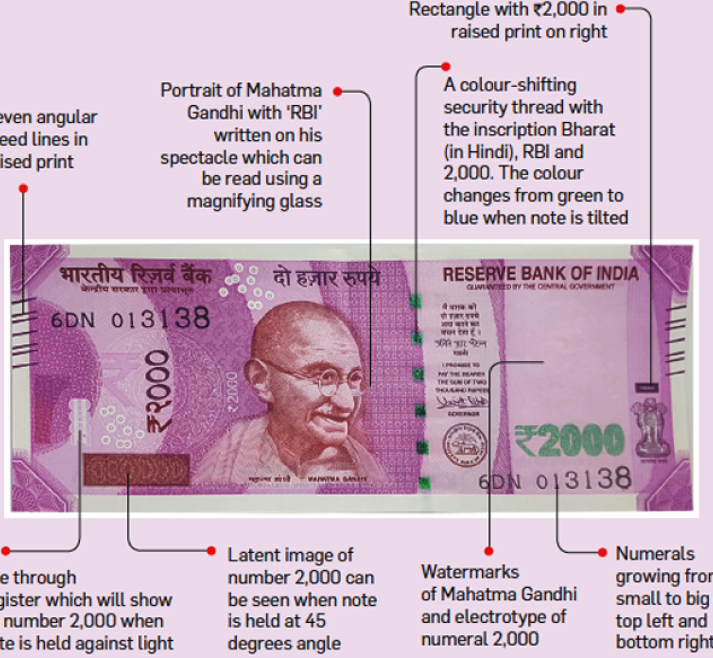 Rectangle with ₹2,000 in
raised print on right
Portrait of Mahatma
Gandhi with ‘RBI’
written on his
spectacle which can
be read using a
magnifying glass
A colour-shifting
security thread with
the inscription Bharat
(in Hindi), RBI and
2,000. The colour
changes from green to
blue when note is tilted
even angular
eed lines in
ised print
भारतीय रिज़र्व बैंक
केन्द्रीय सरकार द्वारा प्रत्याभूत
दो हज़ार रुपये
RESERVE BANK OF INDIA
GUARANTEED BY THE CENTRAL GOVERNMENT
6DN 013138
₹2000
₹2000
I PROMISE TO
PAY THE BEARER
THE SUM OF TWO
THOUSAND RUPEES
GOVERNOR
₹2000
6DN 013138
महात्मा गांधी MAHATMA GANDHI
e through
gister which will show
number 2,000 when
te is held against light
Latent image of
number 2,000 can
be seen when note
is held at 45
degrees angle
Watermarks
of Mahatma Gandhi
and electrotype of
numeral 2,000
Numerals
growing from
small to big
top left and
bottom right